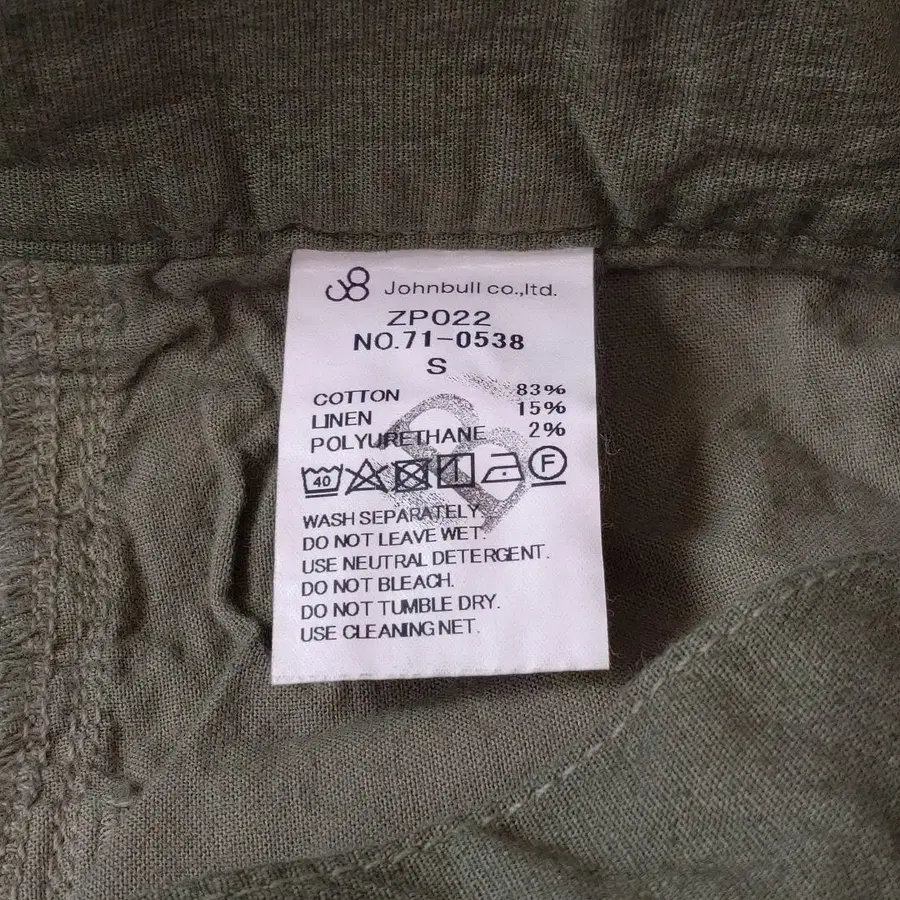 Johnbull co.,ltd.
ZP022
NO.71-0538
S
COTTON 83%
LINEN 15%
POLYURETHANE 2%
40 F
WASH SEPARATELY.
DO NOT LEAVE WET.
USE NEUTRAL DETERGENT.
DO NOT BLEACH.
DO NOT TUMBLE DRY.
USE CLEANING NET.